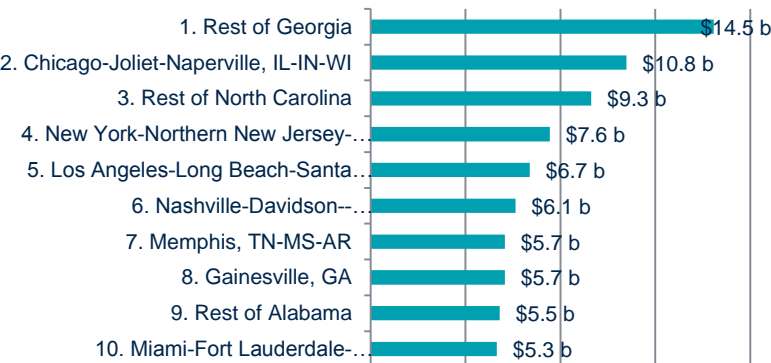 1. Rest of Georgia $14.5 b
2. Chicago-Joliet-Naperville, IL-IN-WI $10.8 b
3. Rest of North Carolina $9.3 b
4. New York-Northern New Jersey-… $7.6 b
5. Los Angeles-Long Beach-Santa… $6.7 b
6. Nashville-Davidson--… $6.1 b
7. Memphis, TN-MS-AR $5.7 b
8. Gainesville, GA $5.7 b
9. Rest of Alabama $5.5 b
10. Miami-Fort Lauderdale-… $5.3 b